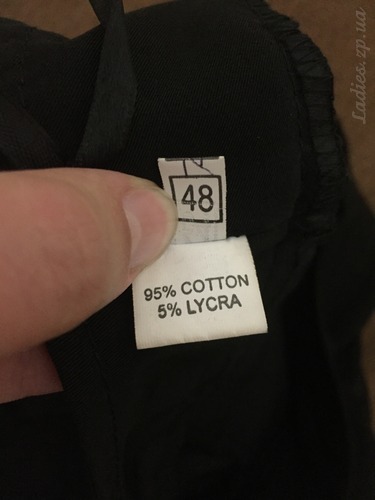 Ladies.zp.ua
48
95% COTTON
5% LYCRA